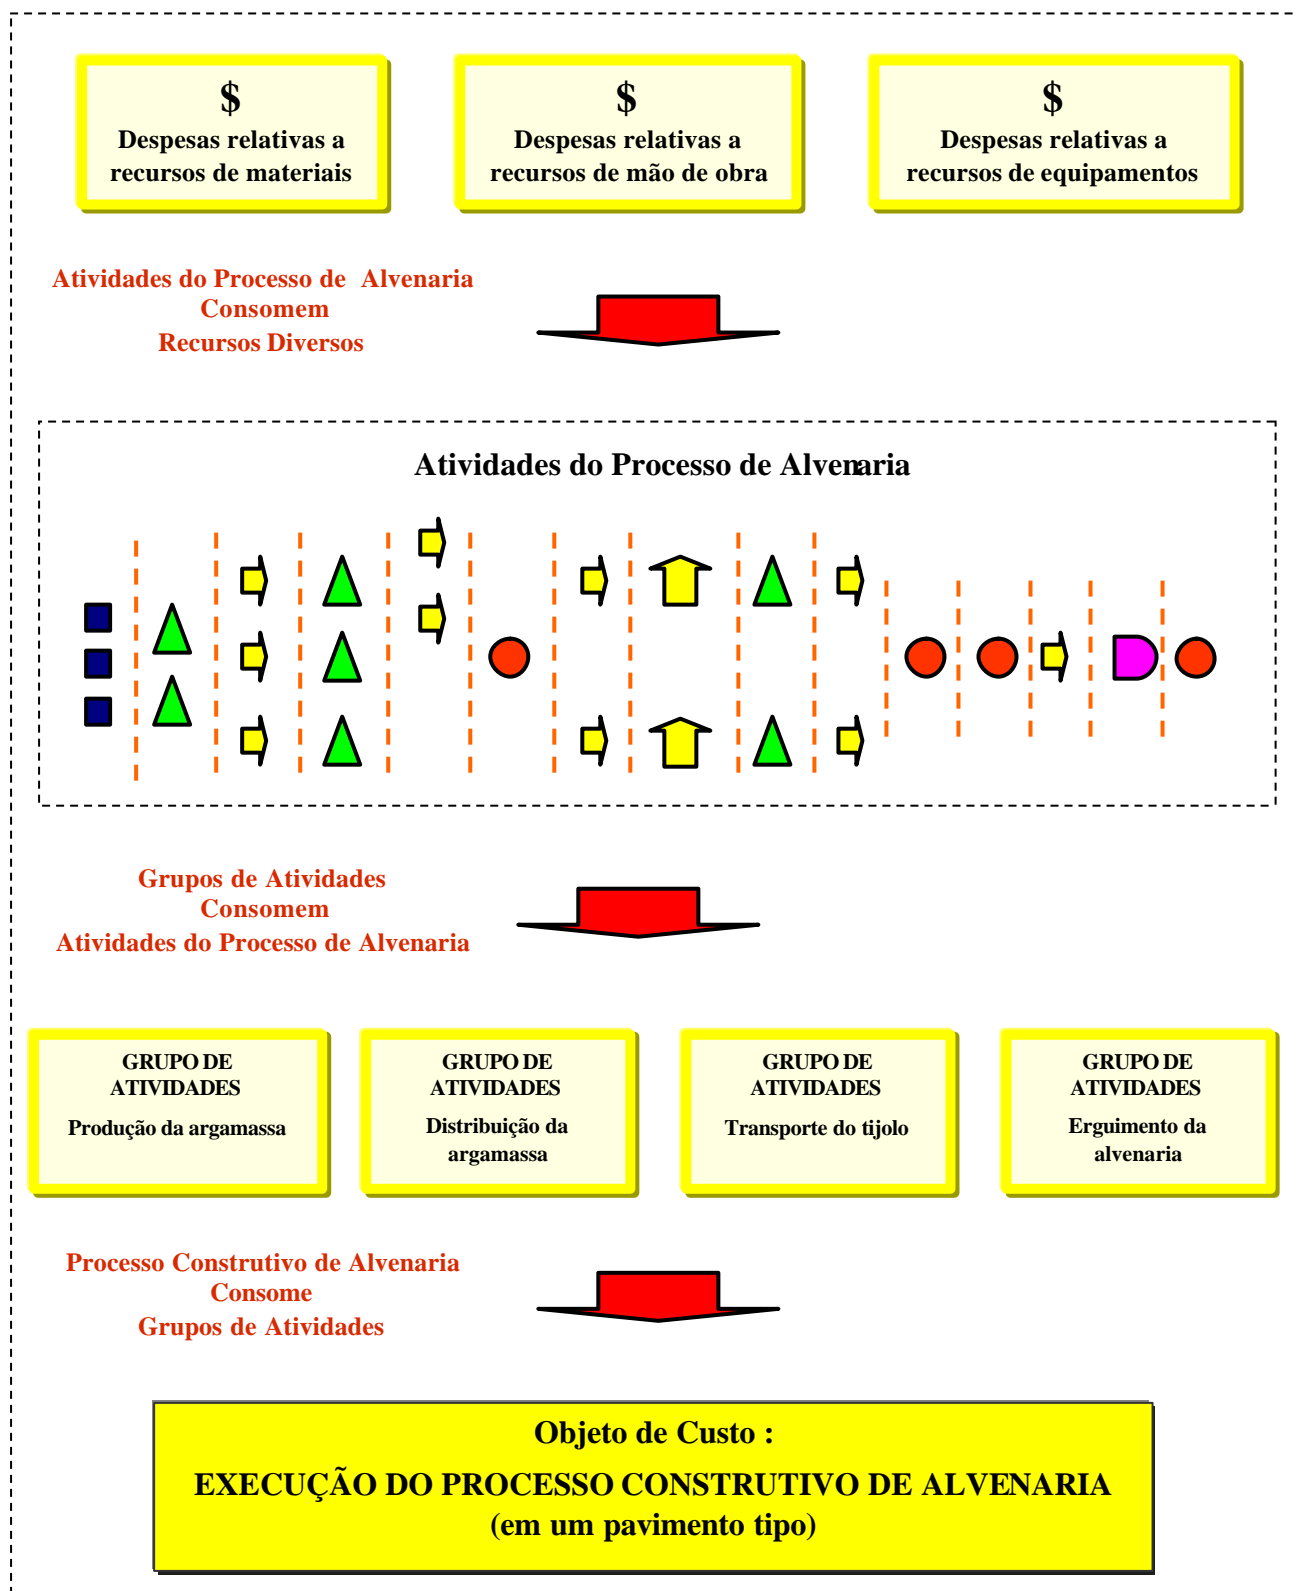 $
Despesas relativas a
recursos de materiais
$
Despesas relativas a
recursos de mão de obra
$
Despesas relativas a
recursos de equipamentos
Atividades do Processo de Alvenaria
Consomem
Recursos Diversos
Atividades do Processo de Alvenaria
Grupos de Atividades
Consomem
Atividades do Processo de Alvenaria
GRUPO DE
ATIVIDADES
Produção da argamassa
GRUPO DE
ATIVIDADES
Distribuição da
argamassa
GRUPO DE
ATIVIDADES
Transporte do tijolo
GRUPO DE
ATIVIDADES
Erguimento da
alvenaria
Processo Construtivo de Alvenaria
Consome
Grupos de Atividades
Objeto de Custo :
EXECUÇÃO DO PROCESSO CONSTRUTIVO DE ALVENARIA
(em um pavimento tipo)